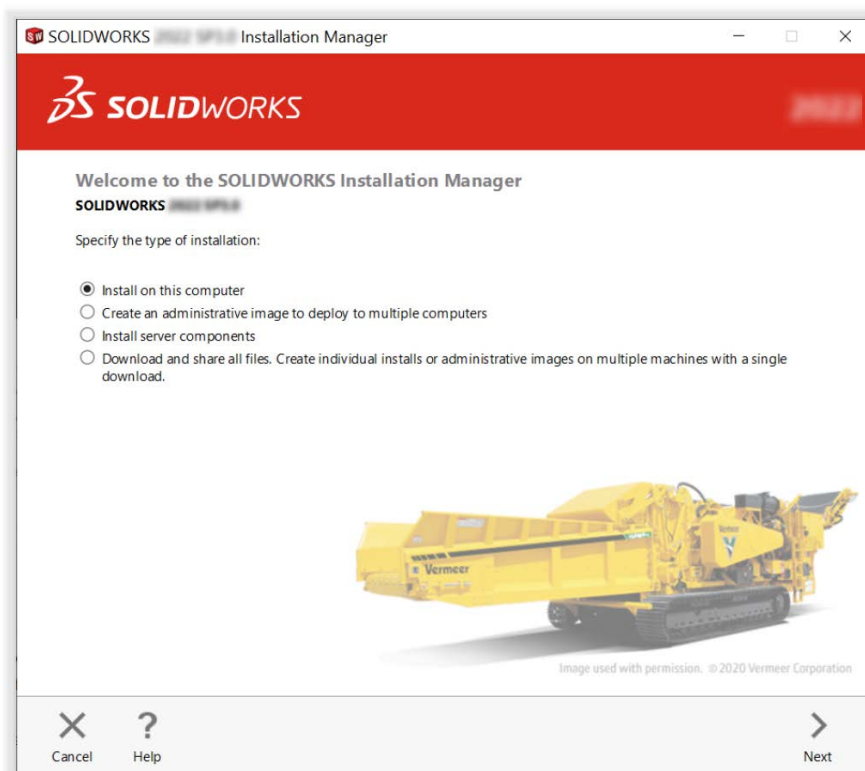 SOLIDWORKS Installation Manager
SOLIDWORKS
Welcome to the SOLIDWORKS Installation Manager
SOLIDWORKS
Specify the type of installation:
Install on this computer
Create an administrative image to deploy to multiple computers
Install server components
Download and share all files. Create individual installs or administrative images on multiple machines with a single
download.
Vermeer
Vermeer
Image used with permission. © 2020 Vermeer Corporation
Cancel
Help
Next